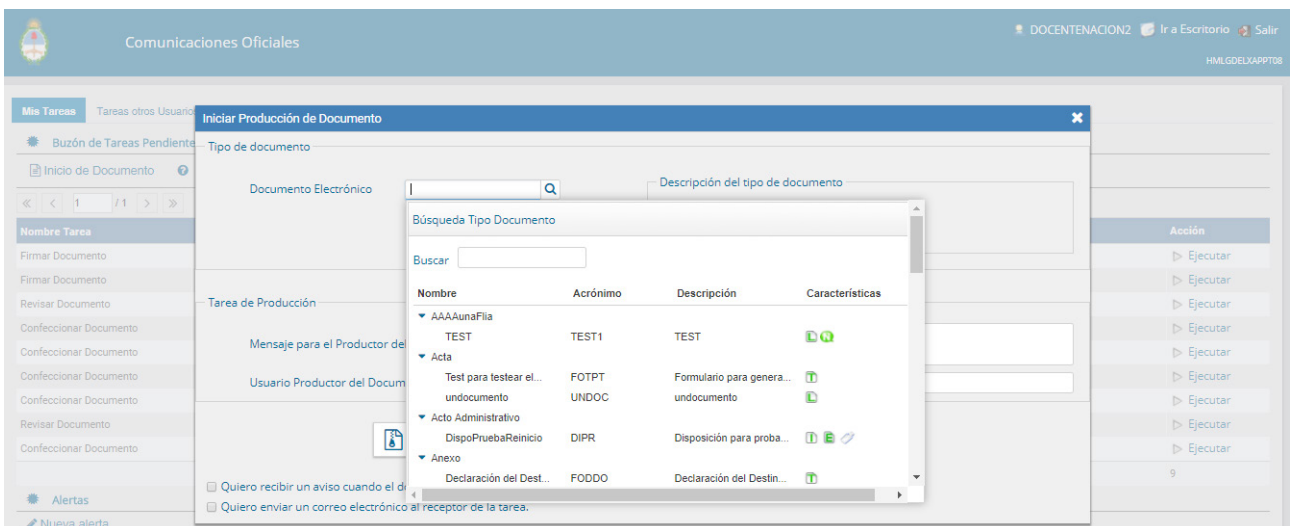 DOCENTENACION2 Ir a Escritorio Salir
Comunicaciones Oficiales
HMLGDELXAPPT08
Mis Tareas Tareas otros Usuario
Iniciar Producción de Documento
Buzón de Tareas Pendiente
Tipo de documento
Inicio de Documento
Documento Electrónico
Descripción del tipo de documento
1 / 1
Búsqueda Tipo Documento
Nombre Tarea Acción
Buscar
Firmar Documento Ejecutar
Firmar Documento Ejecutar
Nombre Acrónimo Descripción Características
Revisar Documento Ejecutar
Tarea de Producción
AAAAunaFlia
Confeccionar Documento Ejecutar
TEST TEST1 TEST
Mensaje para el Productor del
Confeccionar Documento Ejecutar
Acta
Confeccionar Documento Ejecutar
Usuario Productor del Docum
Test para testear el... FOTPT Formulario para genera...
Confeccionar Documento Ejecutar
undocumento UNDOC undocumento
Acto Administrativo
Revisar Documento Ejecutar
DispoPruebaReinicio DIPR Disposición para proba...
Confeccionar Documento Ejecutar
Anexo
9
Declaración del Dest... FODDO Declaración del Destin...
Quiero recibir un aviso cuando el d
Alertas
Quiero enviar un correo electrónico al receptor de la tarea.
Nueva alerta